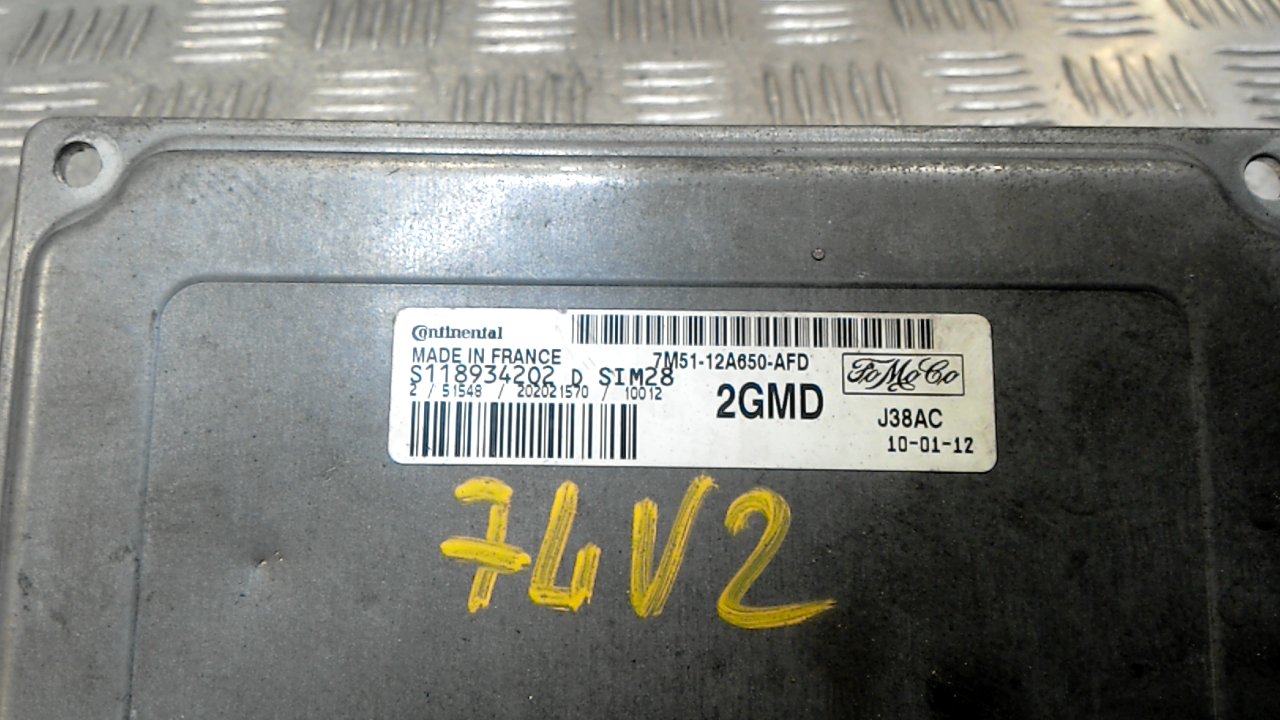 Continental
MADE IN FRANCE
7M51-12A650-AFD
FoMoCo
S118934202 D SIM28
2 / 51548 / 202021570 / 10012
2GMD
J38AC
10-01-12
74V2